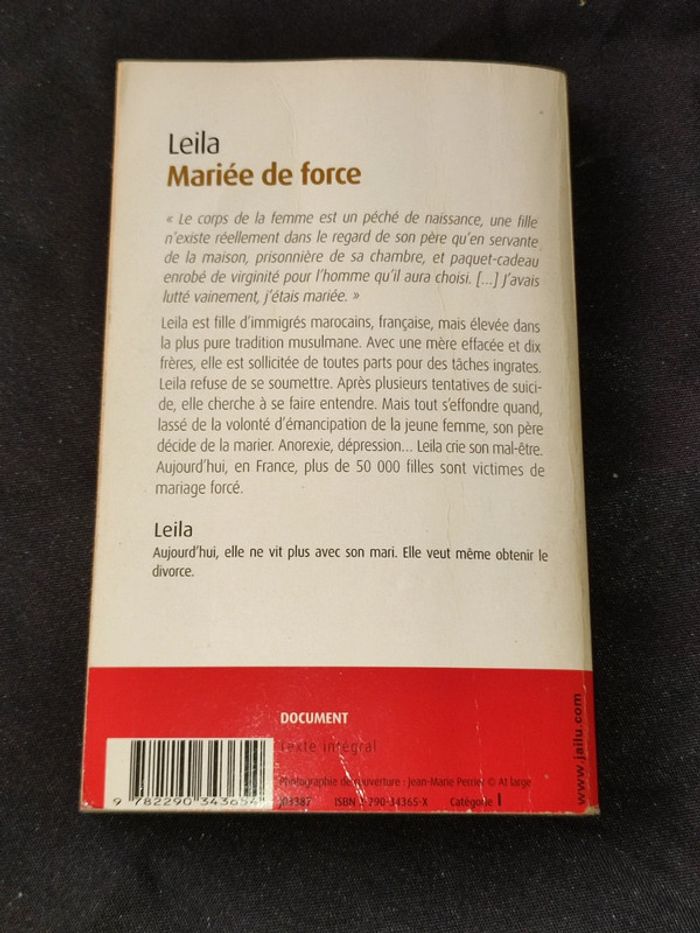 Leila
Mariée de force
« Le corps de la femme est un péché de naissance, une fille
n'existe réellement dans le regard de son père qu'en servante
de la maison, prisonnière de sa chambre, et paquet-cadeau
enrobé de virginité pour l'homme qu'il aura choisi. [...] J'avais
lutté vainement, j'étais mariée. »
Leila est fille d'immigrés marocains, française, mais élevée dans
la plus pure tradition musulmane. Avec une mère effacée et dix
frères, elle est sollicitée de toutes parts pour des tâches ingrates.
Leila refuse de se soumettre. Après plusieurs tentatives de suici-
de, elle cherche à se faire entendre. Mais tout s'effondre quand,
lassé de la volonté d'émancipation de la jeune femme, son père
décide de la marier. Anorexie, dépression... Leila crie son mal-être.
Aujourd'hui, en France, plus de 50 000 filles sont victimes de
mariage forcé.
Leila
Aujourd'hui, elle ne vit plus avec son mari. Elle veut même obtenir le
divorce.
DOCUMENT
Texte intégral
Photographie de couverture : Jean-Marie Perrier © At large
J03387 ISBN 2-290-34365-X Catégorie I
9 782290 343654
www.jailu.com